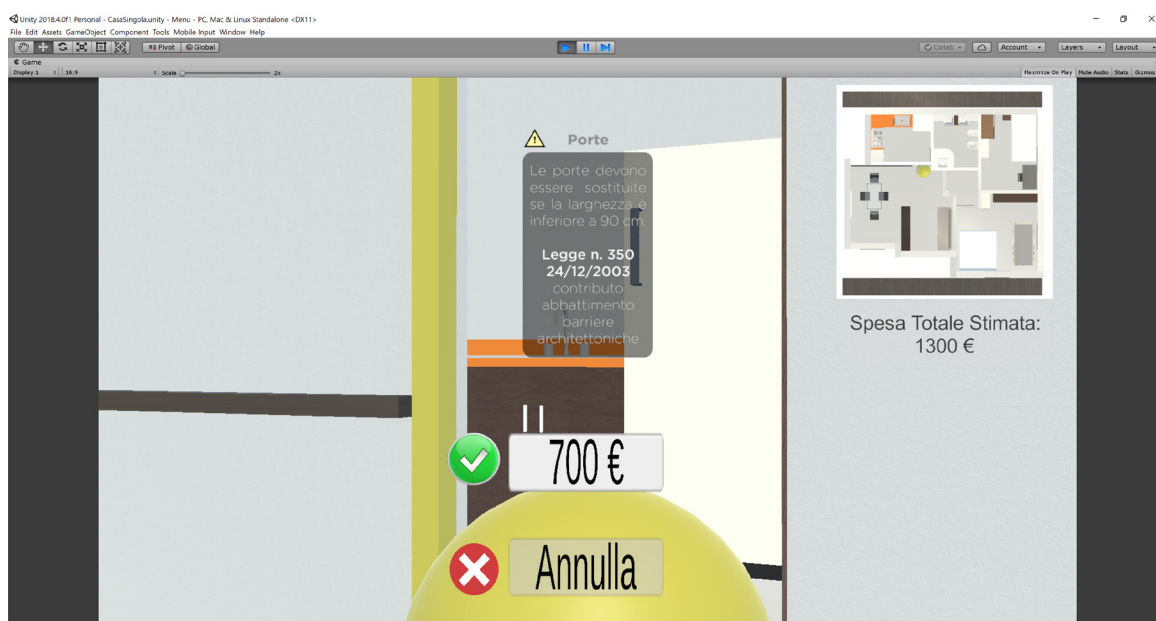 Unity 2018.4.0f1 Personal - CasaSingola.unity - Menu - PC, Mac & Linux Standalone <DX11>
File Edit Assets GameObject Component Tools Mobile Input Window Help
Pivot Global Collab Account Layers Layout
Game
Display 1 16:9 Scale 2x Maximize On Play Mute Audio Stats Gizmos
Porte
Le porte devono
essere sostituite
se la larghezza è
inferiore a 90 cm.
Legge n. 350
24/12/2003
contributo
abbattimento
barriere
architettoniche
Spesa Totale Stimata:
1300 €
700 €
Annulla